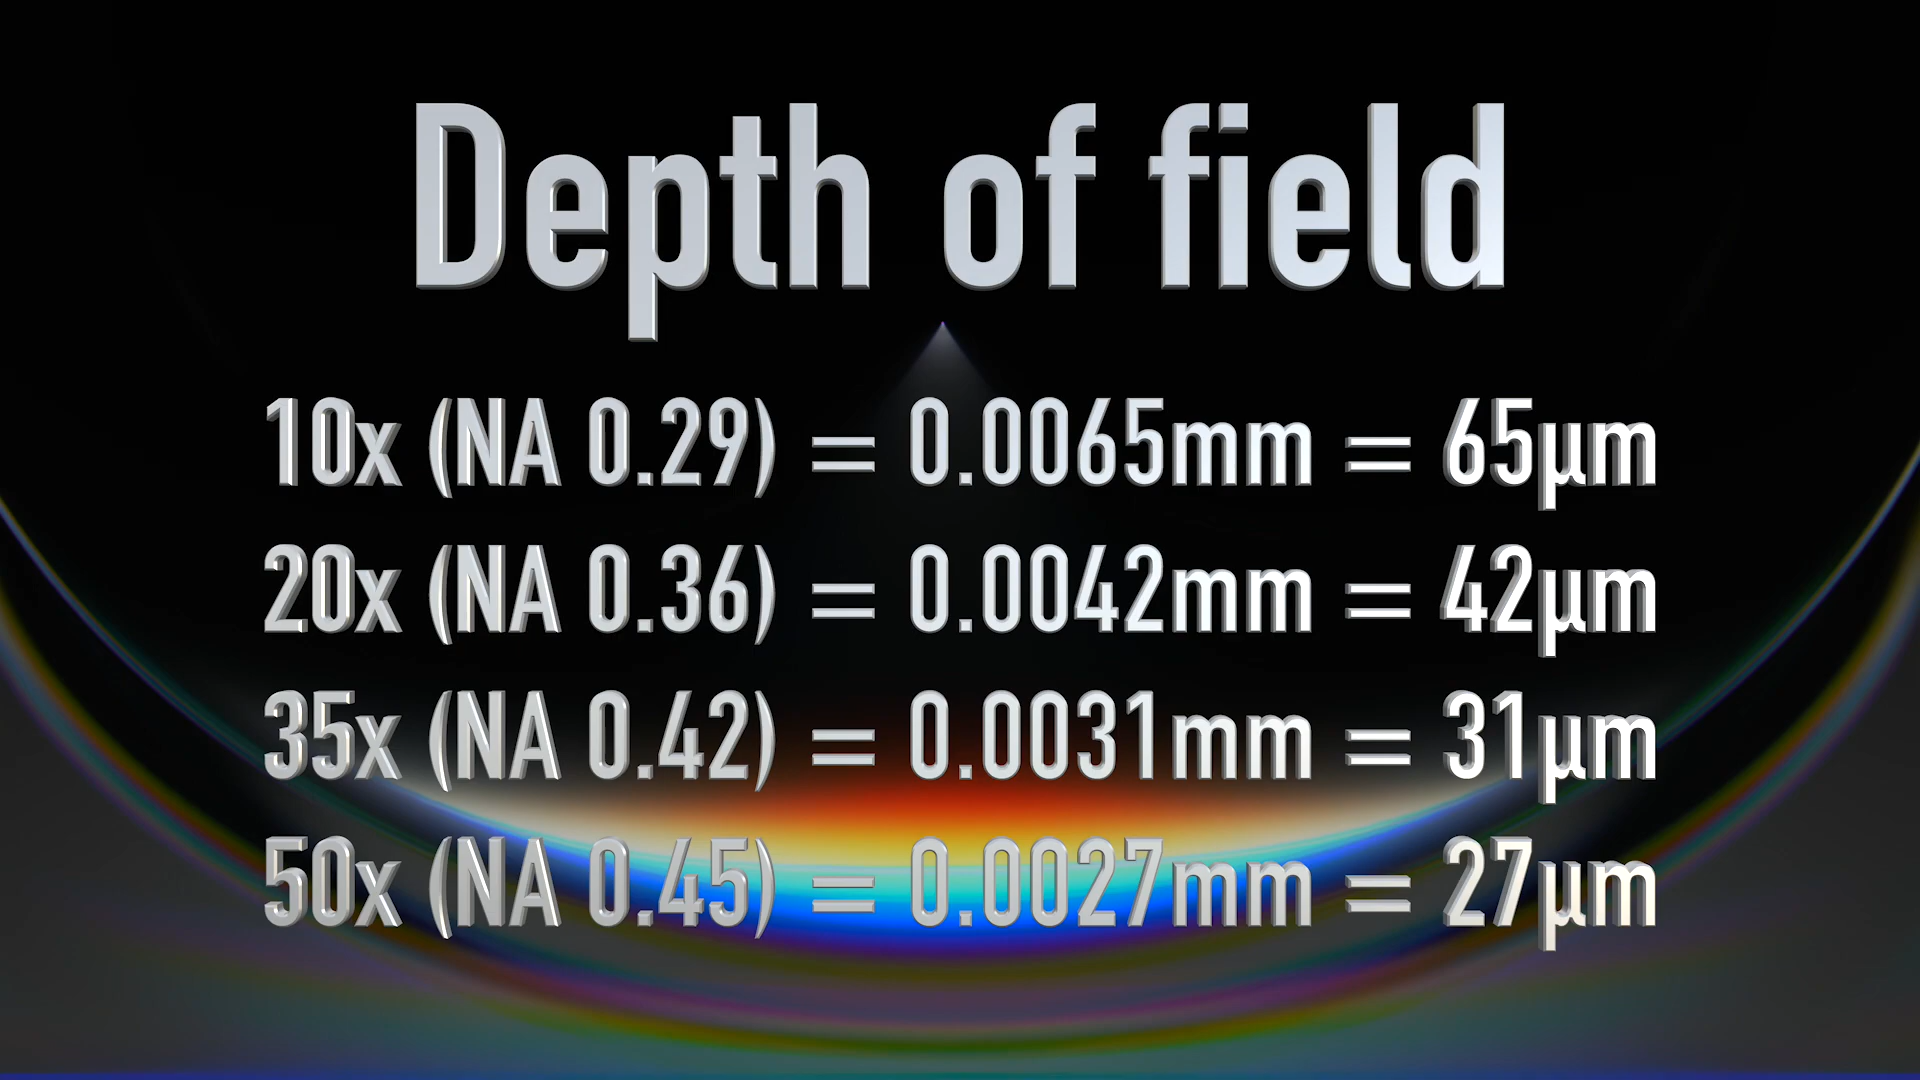 Depth of field
10x (NA 0.29) = 0.0065mm = 65µm
20x (NA 0.36) = 0.0042mm = 42µm
35x (NA 0.42) = 0.0031mm = 31µm
50x (NA 0.45) = 0.0027mm = 27µm